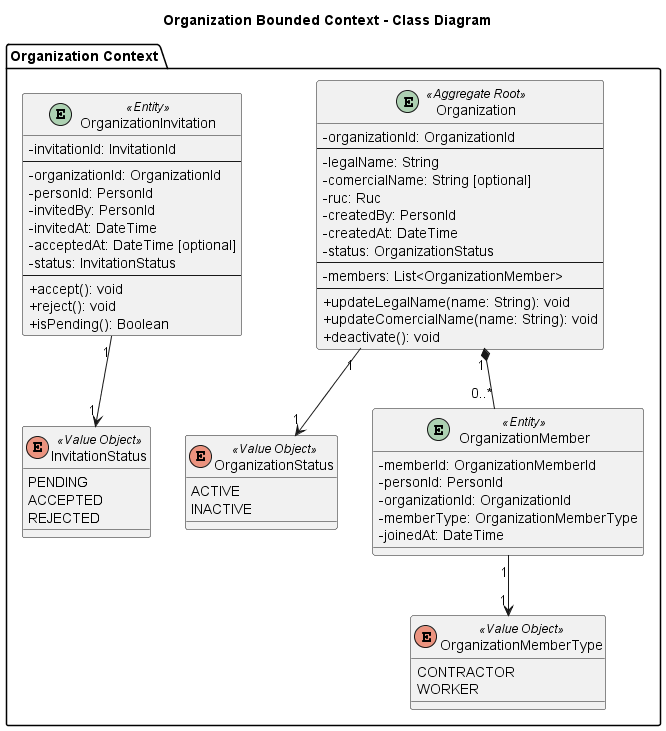 Organization Bounded Context - Class Diagram
Organization Context
E
«Entity»
OrganizationInvitation
-invitationId: InvitationId
-organizationId: OrganizationId
-personId: PersonId
-invitedBy: PersonId
-invitedAt: DateTime
-acceptedAt: DateTime [optional]
-status: InvitationStatus
+accept(): void
+reject(): void
+isPending(): Boolean
E
«Aggregate Root»
Organization
-organizationId: OrganizationId
-legalName: String
-comercialName: String [optional]
-ruc: Ruc
-createdBy: PersonId
-createdAt: DateTime
-status: OrganizationStatus
-members: List<OrganizationMember>
+updateLegalName(name: String): void
+updateComercialName(name: String): void
+deactivate(): void
1
1
1
1
1
0..*
E
«Value Object»
InvitationStatus
PENDING
ACCEPTED
REJECTED
E
«Value Object»
OrganizationStatus
ACTIVE
INACTIVE
E
«Entity»
OrganizationMember
-memberId: OrganizationMemberId
-personId: PersonId
-organizationId: OrganizationId
-memberType: OrganizationMemberType
-joinedAt: DateTime
1
1
E
«Value Object»
OrganizationMemberType
CONTRACTOR
WORKER